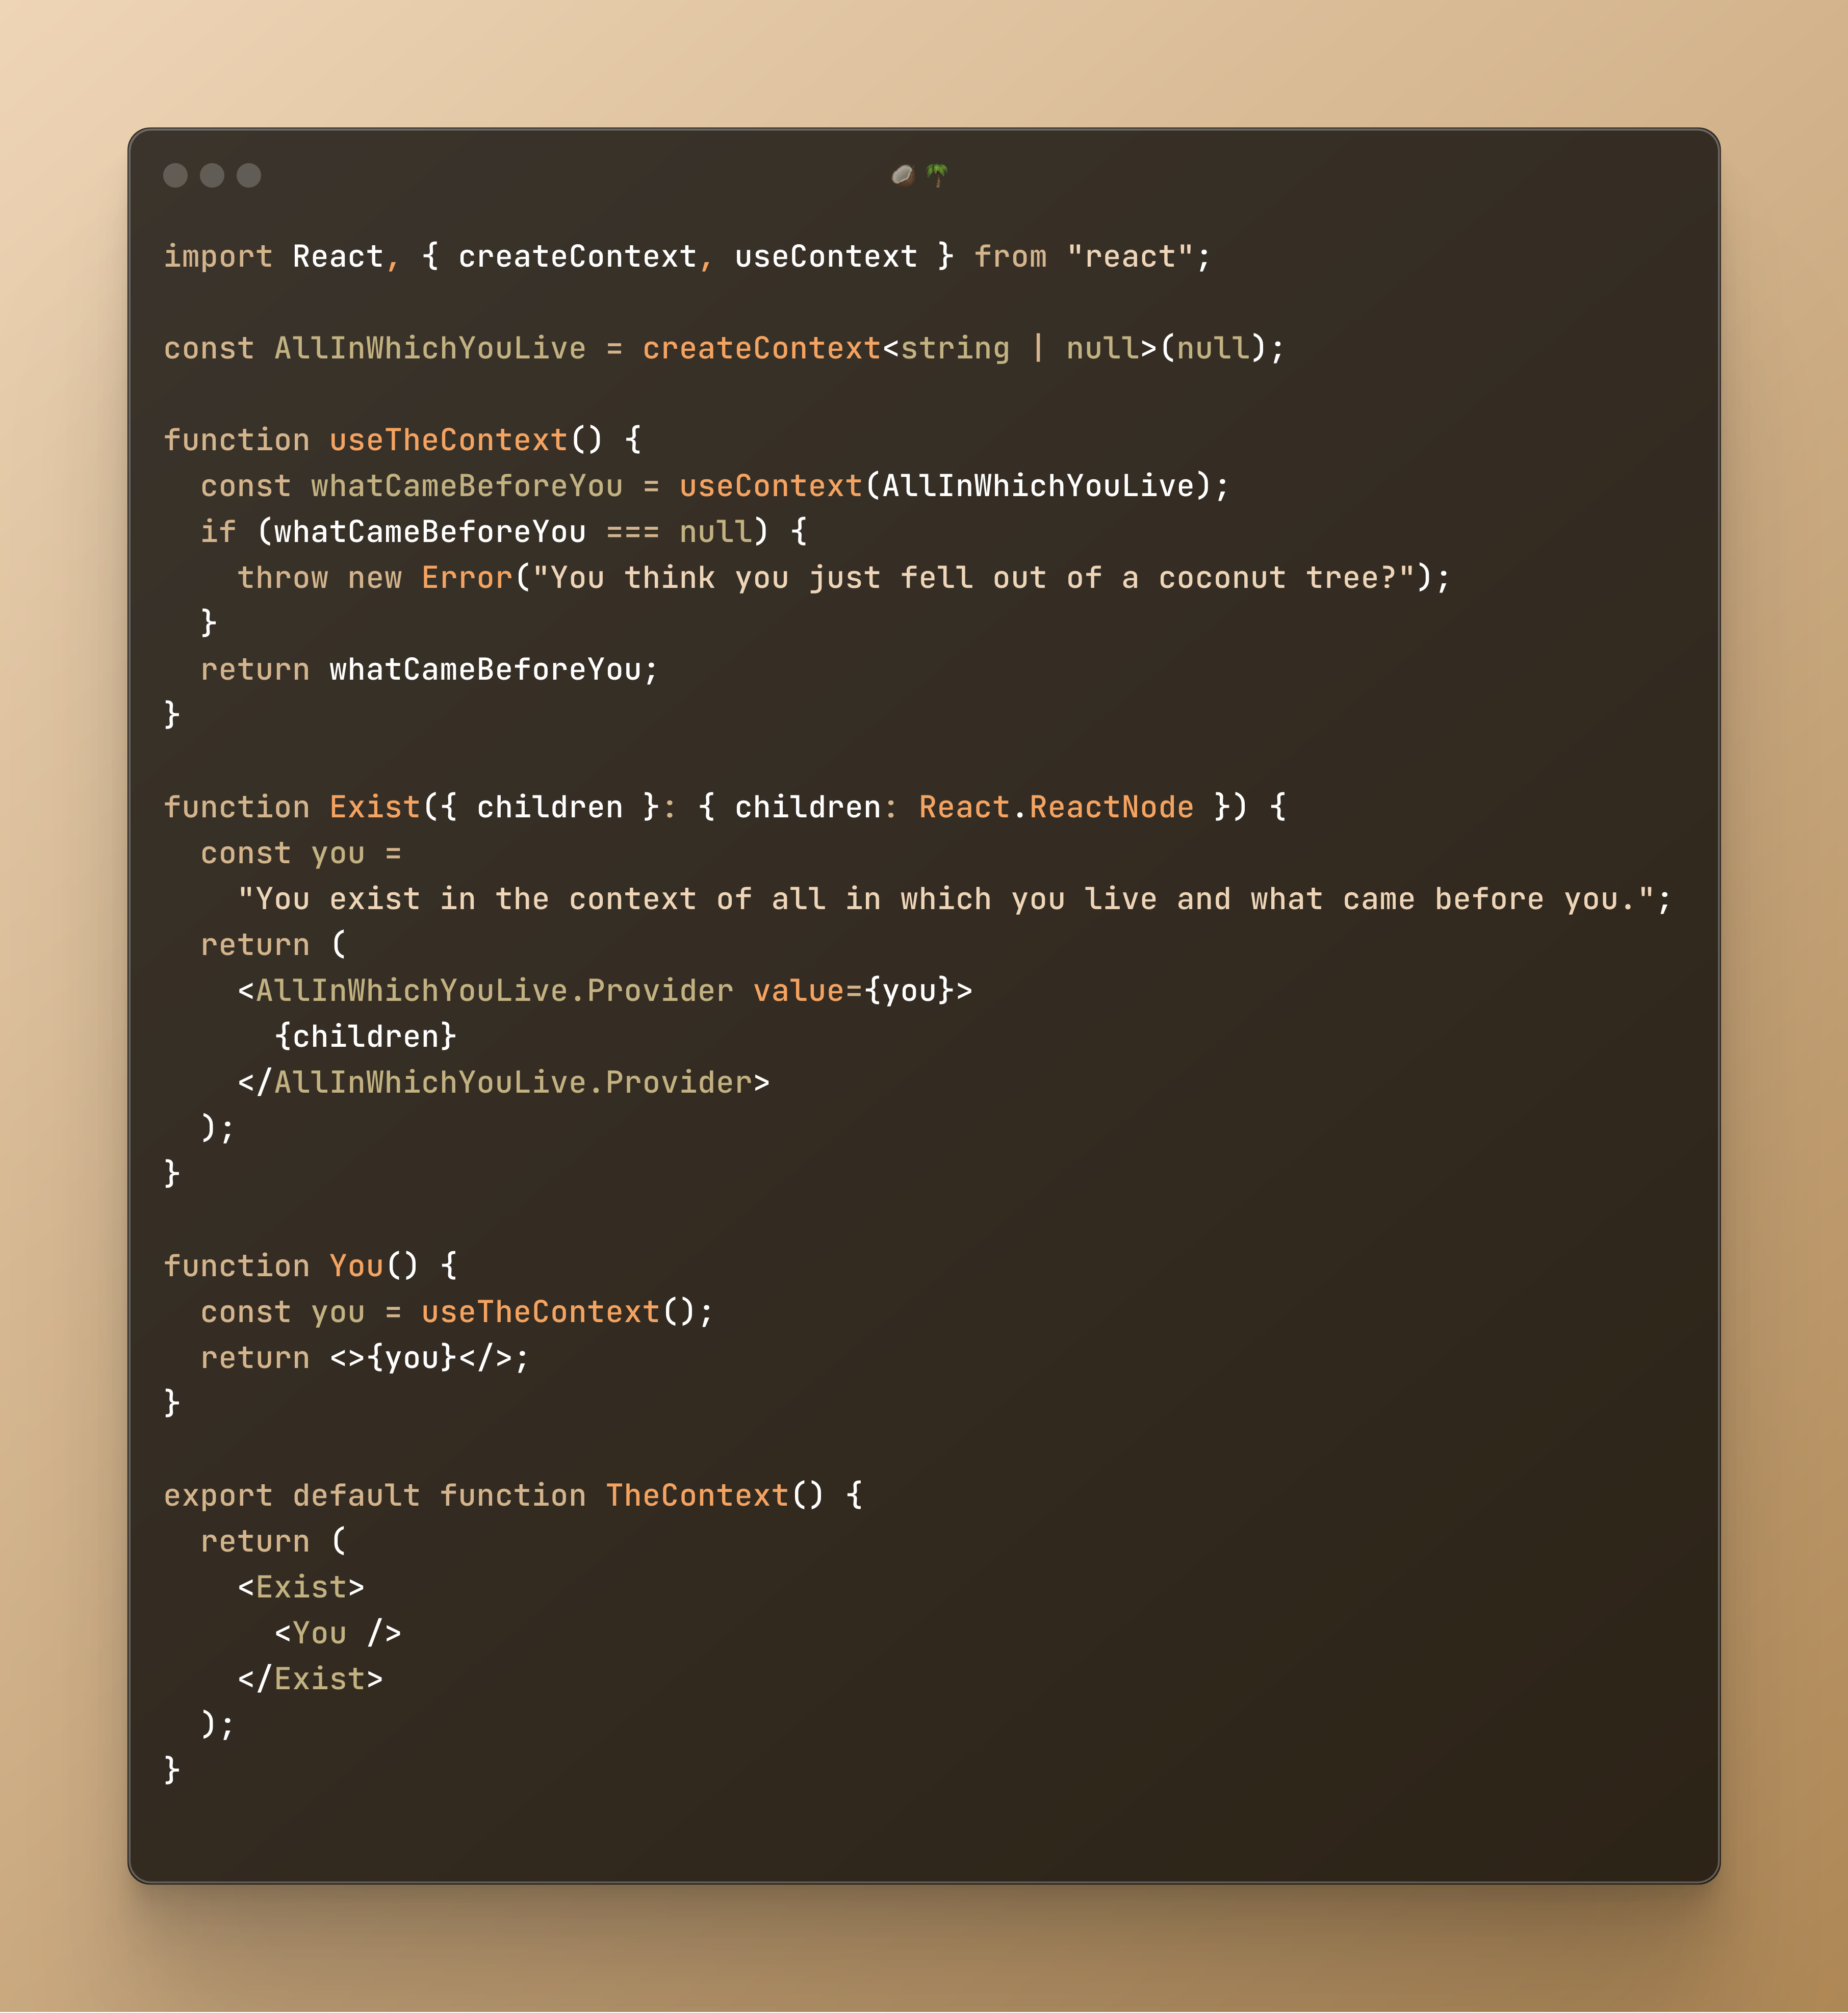 🥥🌴
import React, { createContext, useContext } from "react";
const AllInWhichYouLive = createContext<string | null>(null);
function useTheContext() {
  const whatCameBeforeYou = useContext(AllInWhichYouLive);
  if (whatCameBeforeYou === null) {
    throw new Error("You think you just fell out of a coconut tree?");
  }
  return whatCameBeforeYou;
}
function Exist({ children }: { children: React.ReactNode }) {
  const you =
    "You exist in the context of all in which you live and what came before you.";
  return (
    <AllInWhichYouLive.Provider value={you}>
      {children}
    </AllInWhichYouLive.Provider>
  );
}
function You() {
  const you = useTheContext();
  return <>{you}</>;
}
export default function TheContext() {
  return (
    <Exist>
      <You />
    </Exist>
  );
}